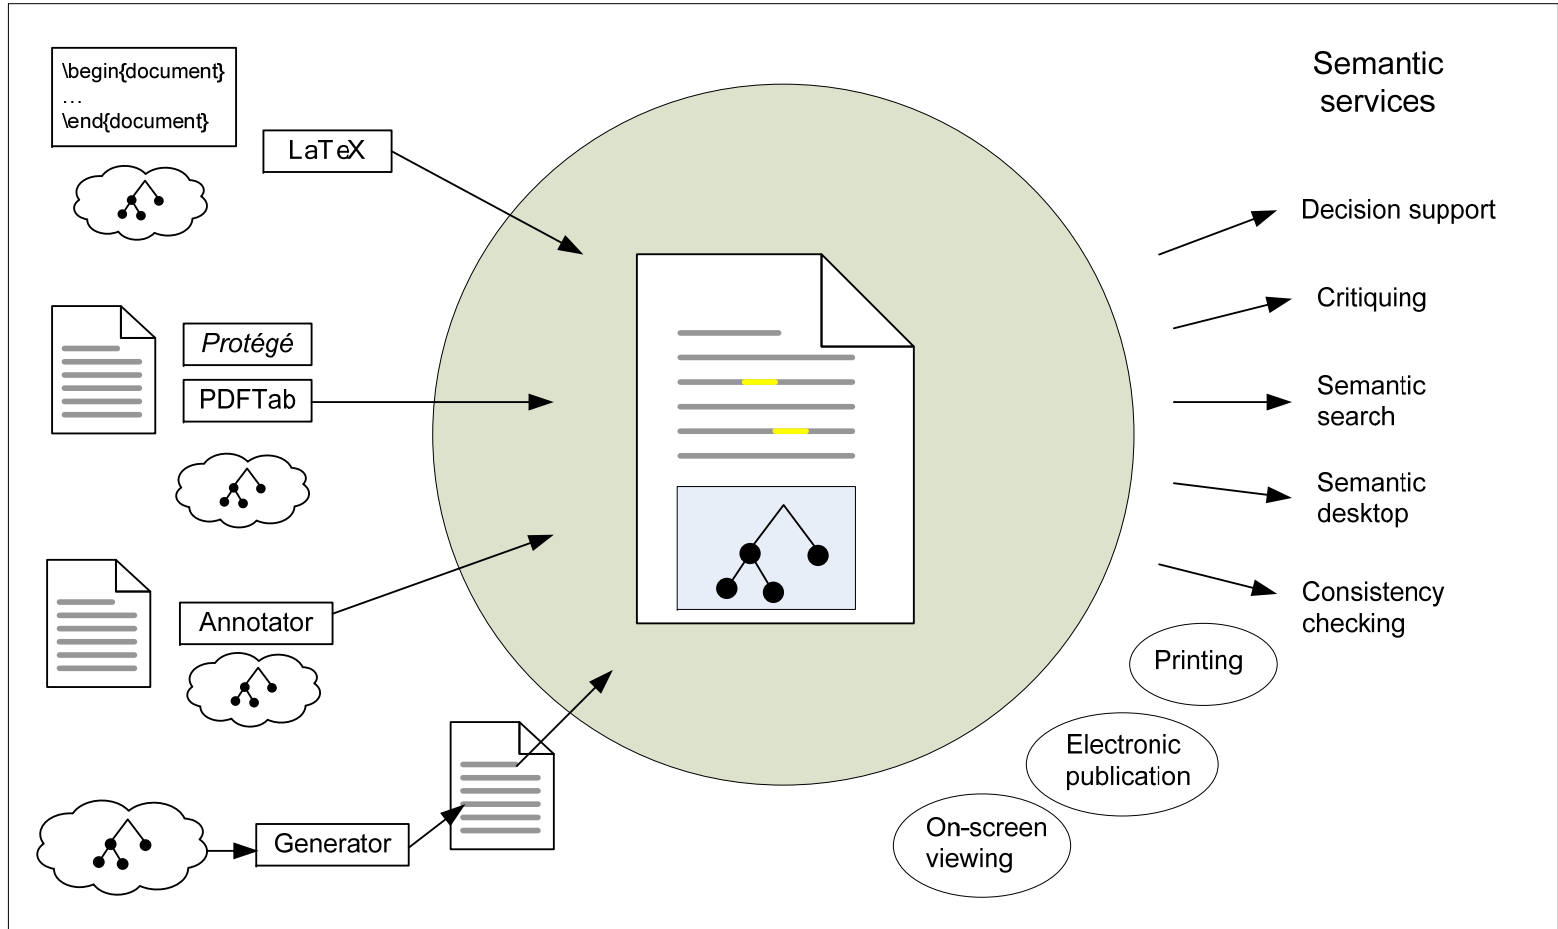 \begin{document}
…
\end{document}
LaTeX
Protégé
PDFTab
Annotator
Generator
Semantic
services
Decision support
Critiquing
Semantic
search
Semantic
desktop
Consistency
checking
Printing
Electronic
publication
On-screen
viewing